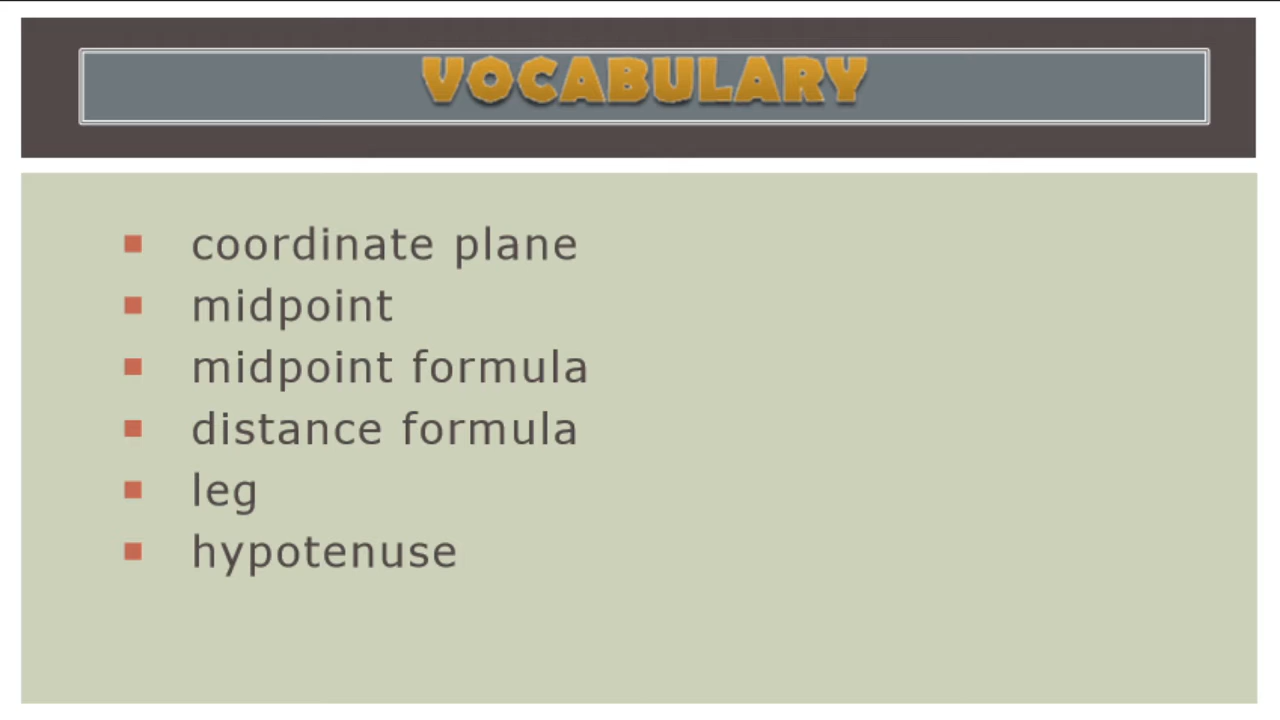 VOCABULARY
coordinate plane
midpoint
midpoint formula
distance formula
leg
hypotenuse